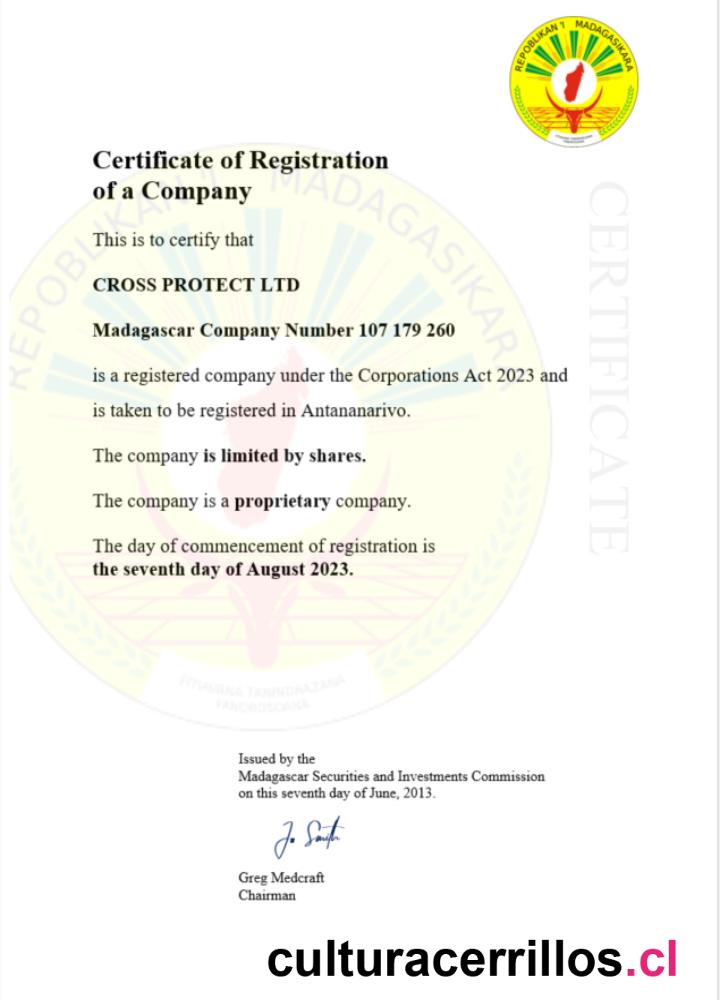 REPOBLIKAN'I MADAGASIKARA
Certificate of Registration
of a Company
This is to certify that
CROSS PROTECT LTD
Madagascar Company Number 107 179 260
is a registered company under the Corporations Act 2023 and
is taken to be registered in Antananarivo.
The company is limited by shares.
The company is a proprietary company.
The day of commencement of registration is
the seventh day of August 2023.
CERTIFICATE
REPOBLIKAN'I MADAGASIKARA
FITIAVANA TANINDRAZANA
FANDROSOANA
Issued by the
Madagascar Securities and Investments Commission
on this seventh day of June, 2013.
J. Smith
Greg Medcraft
Chairman
culturacerrillos.cl